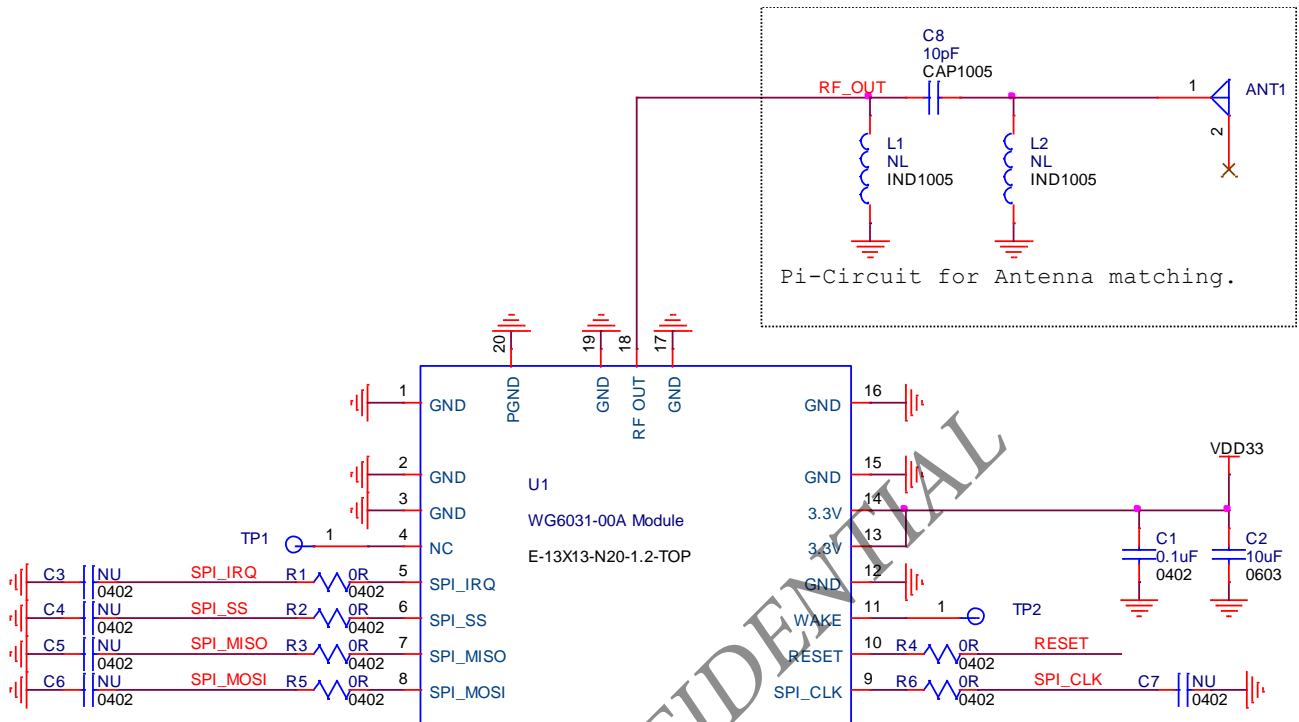 C8
10pF
CAP1005
RF_OUT
1
ANT1
2
L1
NL
IND1005
L2
NL
IND1005
Pi-Circuit for Antenna matching.
20
19
18
17
PGND
GND
RF OUT
GND
1
GND
GND
16
2
GND
GND
15
VDD33
U1
3
GND
3.3V
14
WG6031-00A Module
TP1
1
4
NC
3.3V
13
C1
0.1uF
0402
C2
10uF
0603
E-13X13-N20-1.2-TOP
C3
NU
0402
SPI_IRQ
R1
0R
0402
5
SPI_IRQ
GND
12
C4
NU
0402
SPI_SS
R2
0R
0402
6
SPI_SS
WAKE
11
1
TP2
C5
NU
0402
SPI_MISO
R3
0R
0402
7
SPI_MISO
RESET
10
R4
0R
0402
RESET
C6
NU
0402
SPI_MOSI
R5
0R
0402
8
SPI_MOSI
SPI_CLK
9
R6
0R
0402
SPI_CLK
C7
NU
0402
FIDENTIAL